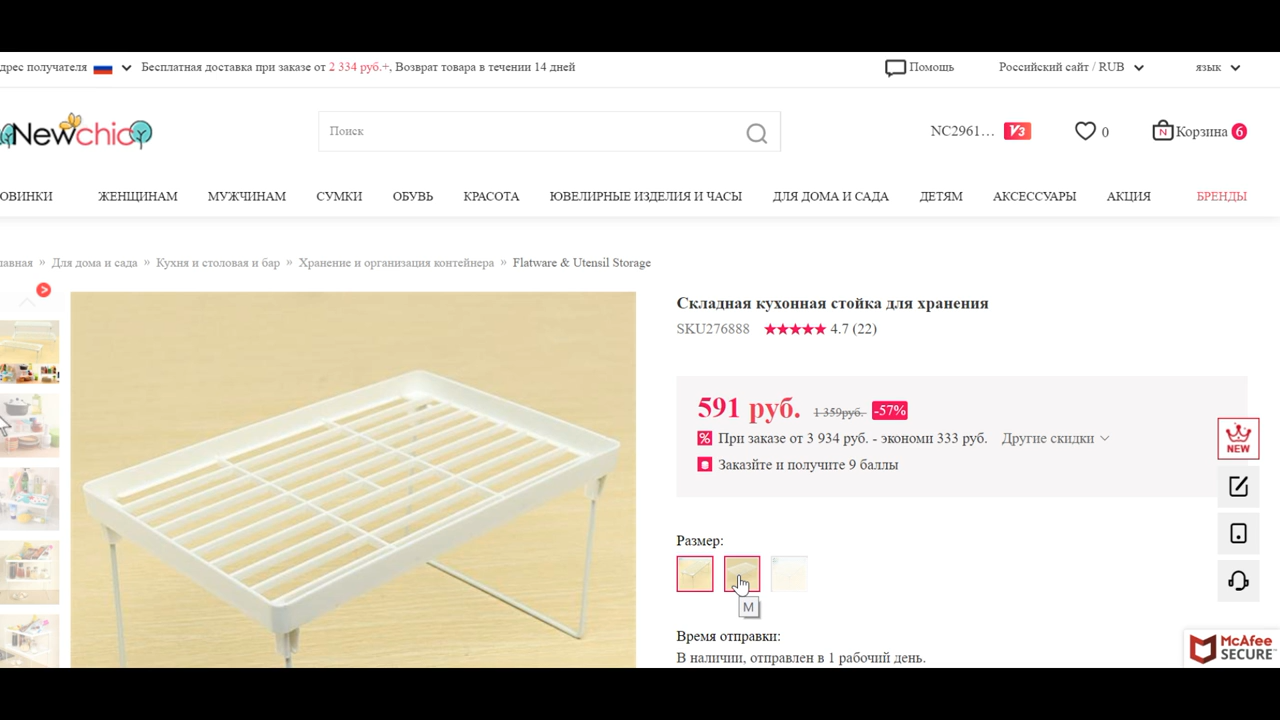 дрес получателя Бесплатная доставка при заказе от 2 334 руб.+, Возврат товара в течении 14 дней Помощь Российский сайт / RUB язык
Newchic Поиск NC2961... V3 0 N Корзина 6
ОВИНКИ ЖЕНЩИНАМ МУЖЧИНАМ СУМКИ ОБУВЬ КРАСОТА ЮВЕЛИРНЫЕ ИЗДЕЛИЯ И ЧАСЫ ДЛЯ ДОМА И САДА ДЕТЯМ АКСЕССУАРЫ АКЦИЯ БРЕНДЫ
лавная » Для дома и сада » Кухня и столовая и бар » Хранение и организация контейнера » Flatware & Utensil Storage
Складная кухонная стойка для хранения
SKU276888 ★★★★★ 4.7 (22)
591 руб. 1 359руб. -57%
% При заказе от 3 934 руб. - экономи 333 руб. Другие скидки
Заказйте и получите 9 баллы
NEW
Размер:
M
Время отправки:
В наличии, отправлен в 1 рабочий день.
McAfee
SECURE